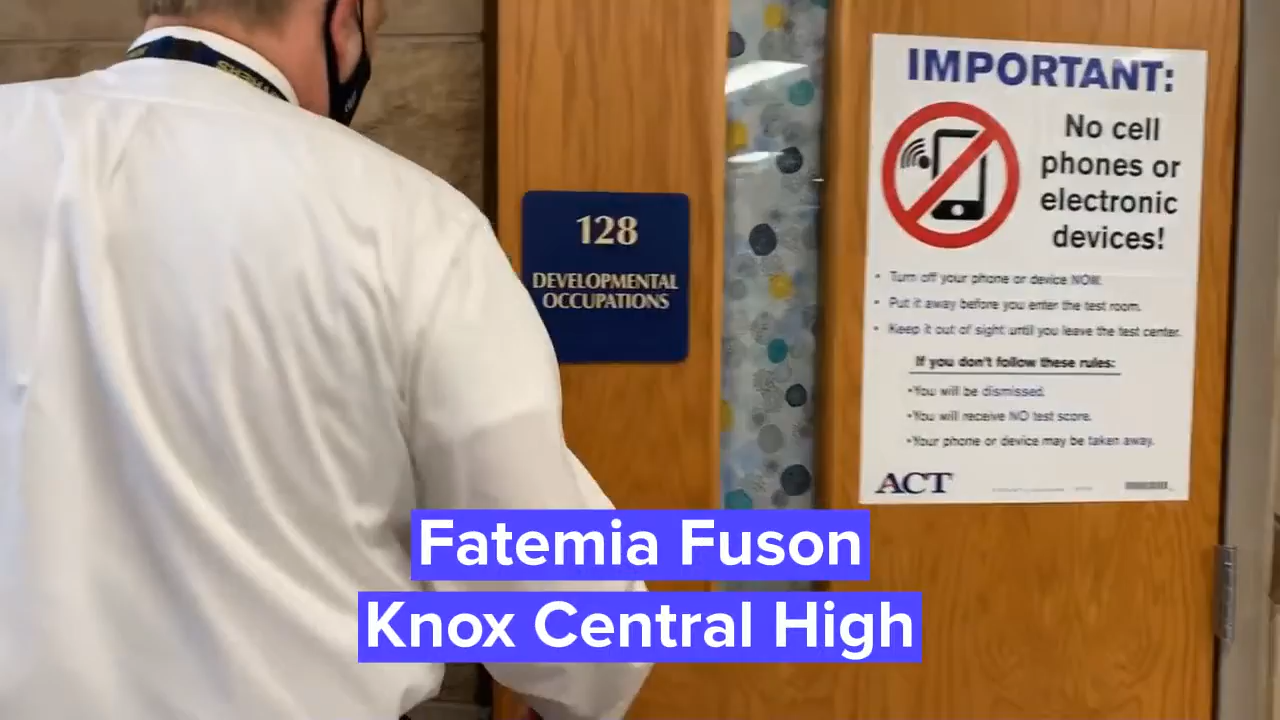 IMPORTANT:
No cell
phones or
electronic
devices!
• Turn off your phone or device NOW.
• Put it away before you enter the test room.
• Keep it out of sight until you leave the test center.
If you don't follow these rules:
•You will be dismissed.
•You will receive NO test score.
•Your phone or device may be taken away.
ACT
128
DEVELOPMENTAL
OCCUPATIONS
Fatemia Fuson
Knox Central High